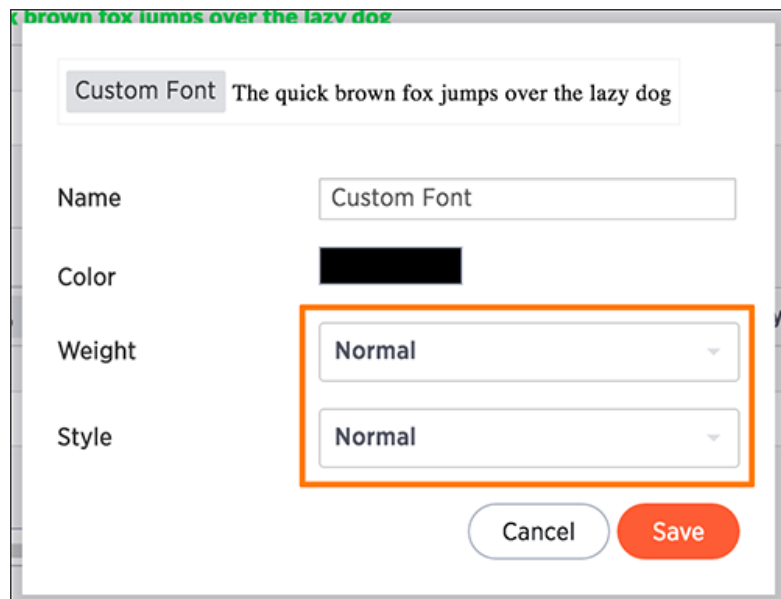 brown fox jumps over the lazy dog
Custom Font The quick brown fox jumps over the lazy dog
Name Custom Font
Color
Weight Normal
Style Normal
Cancel Save